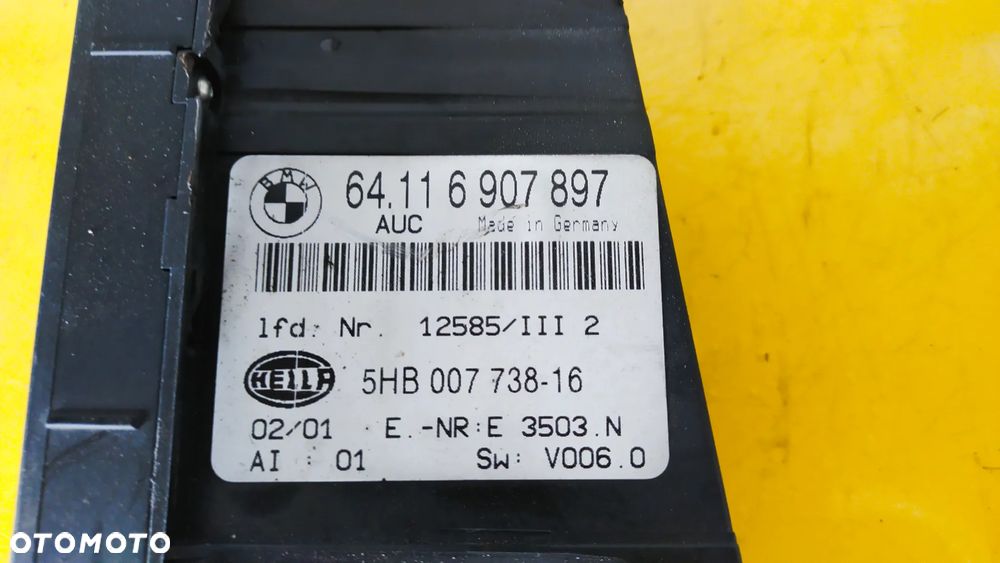 BMW
64.11 6 907 897
AUC Made in Germany
lfd. Nr. 12585/III 2
HELLA 5HB 007 738-16
02/01 E.-NR:E 3503.N
AI : 01 SW: V006.0
OTOMOTO